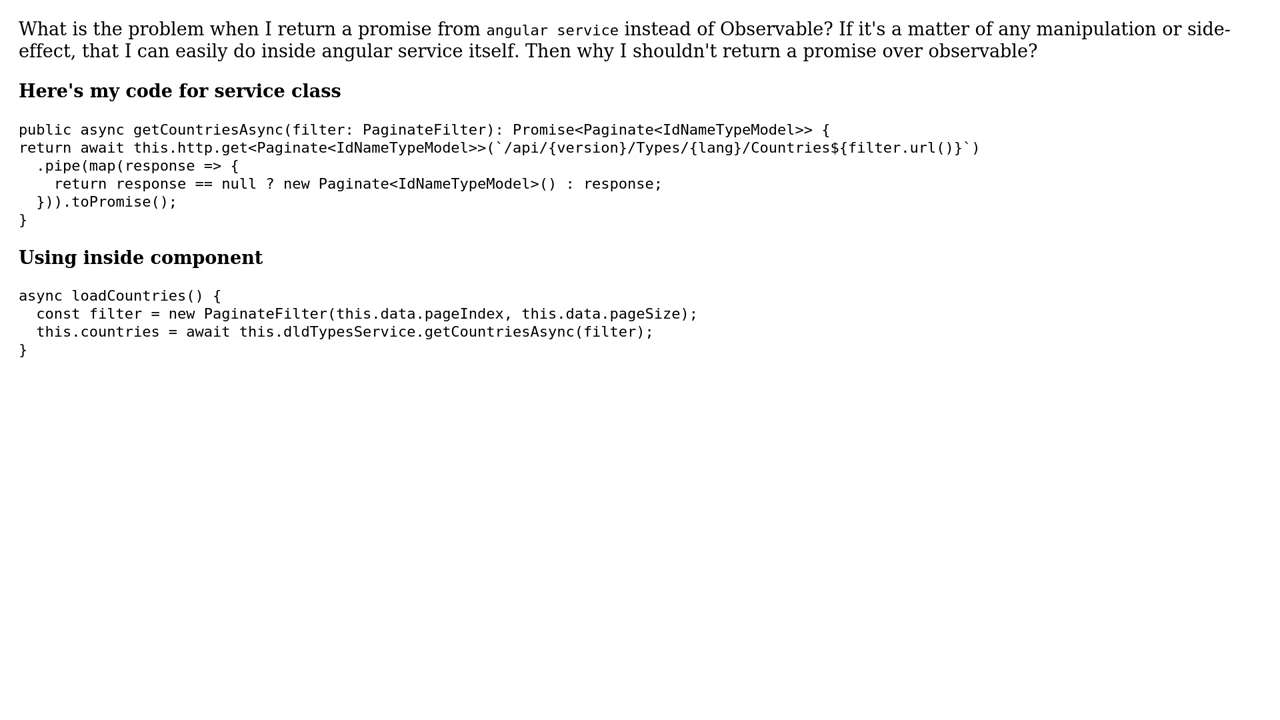 What is the problem when I return a promise from angular service instead of Observable? If it's a matter of any manipulation or side-
effect, that I can easily do inside angular service itself. Then why I shouldn't return a promise over observable?
Here's my code for service class
public async getCountriesAsync(filter: PaginateFilter): Promise<Paginate<IdNameTypeModel>> {
return await this.http.get<Paginate<IdNameTypeModel>>(`/api/{version}/Types/{lang}/Countries${filter.url()}`)
  .pipe(map(response => {
    return response == null ? new Paginate<IdNameTypeModel>() : response;
  })).toPromise();
}
Using inside component
async loadCountries() {
  const filter = new PaginateFilter(this.data.pageIndex, this.data.pageSize);
  this.countries = await this.dldTypesService.getCountriesAsync(filter);
}